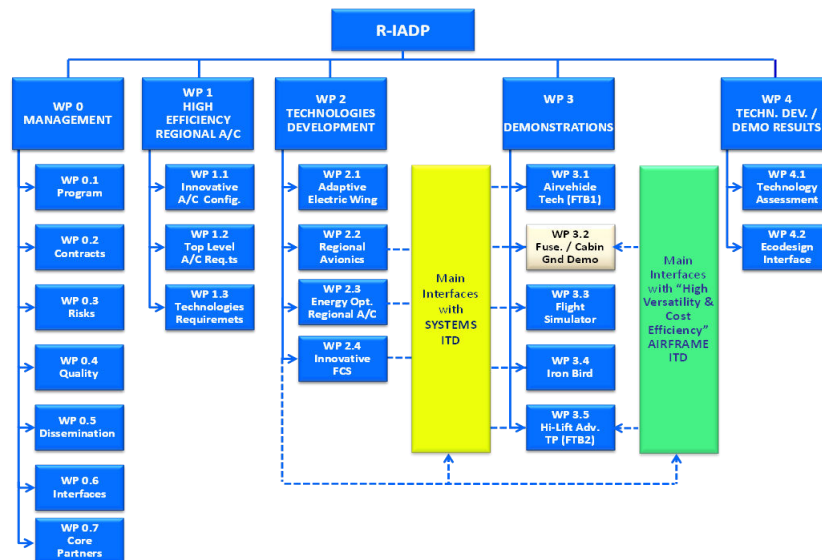 R-IADP
WP 0
MANAGEMENT
WP 1
HIGH
EFFICIENCY
REGIONAL A/C
WP 2
TECHNOLOGIES
DEVELOPMENT
WP 3
DEMONSTRATIONS
WP 4
TECHN. DEV. /
DEMO RESULTS
WP 0.1
Program
WP 0.2
Contracts
WP 0.3
Risks
WP 0.4
Quality
WP 0.5
Dissemination
WP 0.6
Interfaces
WP 0.7
Core
Partners
WP 1.1
Innovative
A/C Config.
WP 1.2
Top Level
A/C Req.ts
WP 1.3
Technologies
Requiremets
WP 2.1
Adaptive
Electric Wing
WP 2.2
Regional
Avionics
WP 2.3
Energy Opt.
Regional A/C
WP 2.4
Innovative
FCS
Main
Interfaces
with
SYSTEMS
ITD
WP 3.1
Airvehicle
Tech (FTB1)
WP 3.2
Fuse. / Cabin
Gnd Demo
WP 3.3
Flight
Simulator
WP 3.4
Iron Bird
WP 3.5
Hi-Lift Adv.
TP (FTB2)
Main
Interfaces
with "High
Versatility &
Cost
Efficiency"
AIRFRAME
ITD
WP 4.1
Technology
Assessment
WP 4.2
Ecodesign
Interface